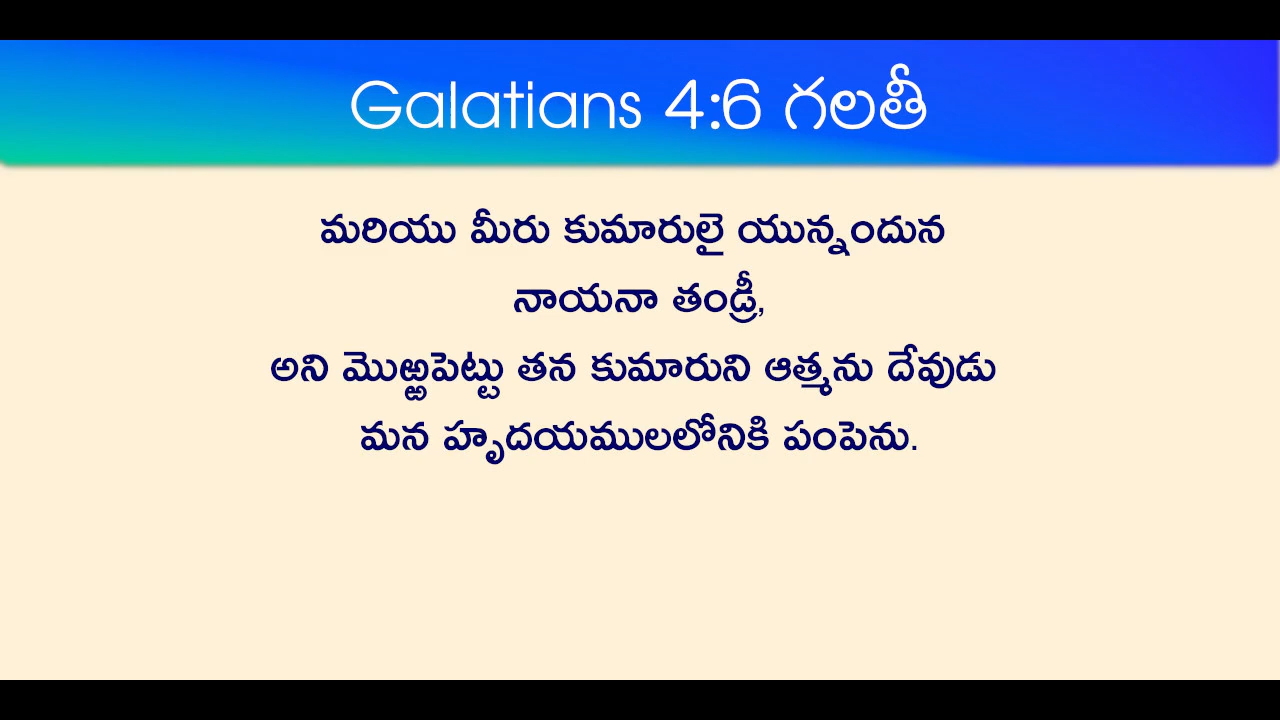 Galatians 4:6 గలతీ
మరియు మీరు కుమారులై యున్నందున
నాయనా తండ్రీ,
అని మొఱ్ఱపెట్టు తన కుమారుని ఆత్మను దేవుడు
మన హృదయములలోనికి పంపెను.